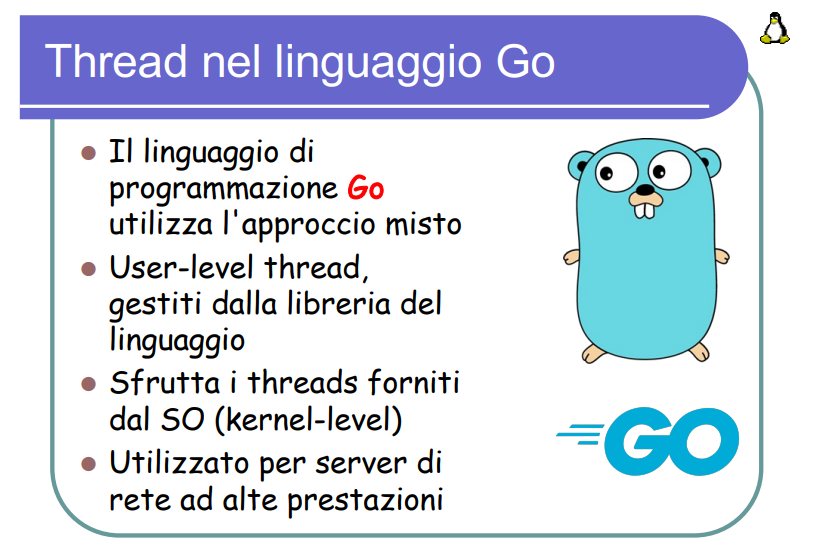 Thread nel linguaggio Go
Il linguaggio di
programmazione Go
utilizza l'approccio misto
User-level thread,
gestiti dalla libreria del
linguaggio
Sfrutta i threads forniti
dal SO (kernel-level)
Utilizzato per server di
rete ad alte prestazioni
GO